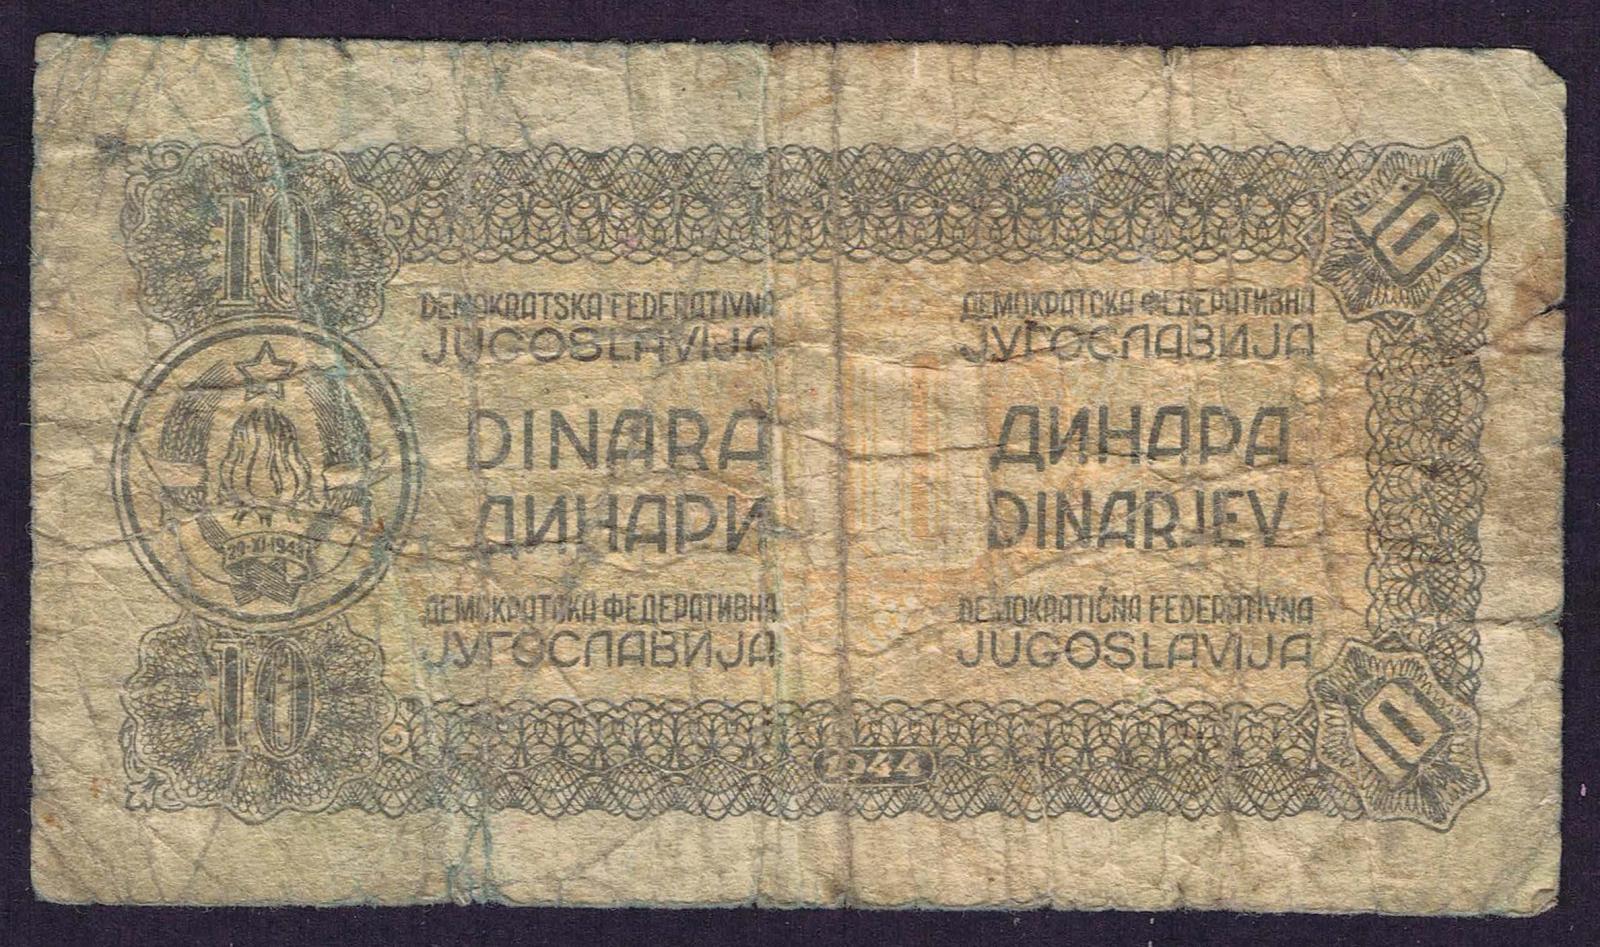 10
10
DEMOKRATSKA FEDERATIVNA
JUGOSLAVIJA
ДЕМОКРАТСКА ФЕДЕРАТИВНА
ЈУГОСЛАВИЈА
DINARA
ДИНАРИ
ДИНАРА
DINARJEV
29·XI·1943
ДЕМОКРАТСКА ФЕДЕРАТИВНА
ЈУГОСЛАВИЈА
DEMOKRATIČNA FEDERATIVNA
JUGOSLAVIJA
10
10
1944